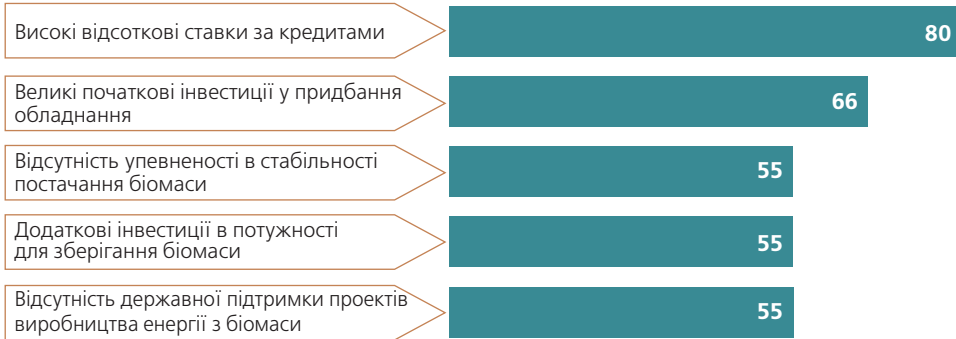 Високі відсоткові ставки за кредитами
80
Великі початкові інвестиції у придбання
обладнання
66
Відсутність упевненості в стабільності
постачання біомаси
55
Додаткові інвестиції в потужності
для зберігання біомаси
55
Відсутність державної підтримки проектів
виробництва енергії з біомаси
55